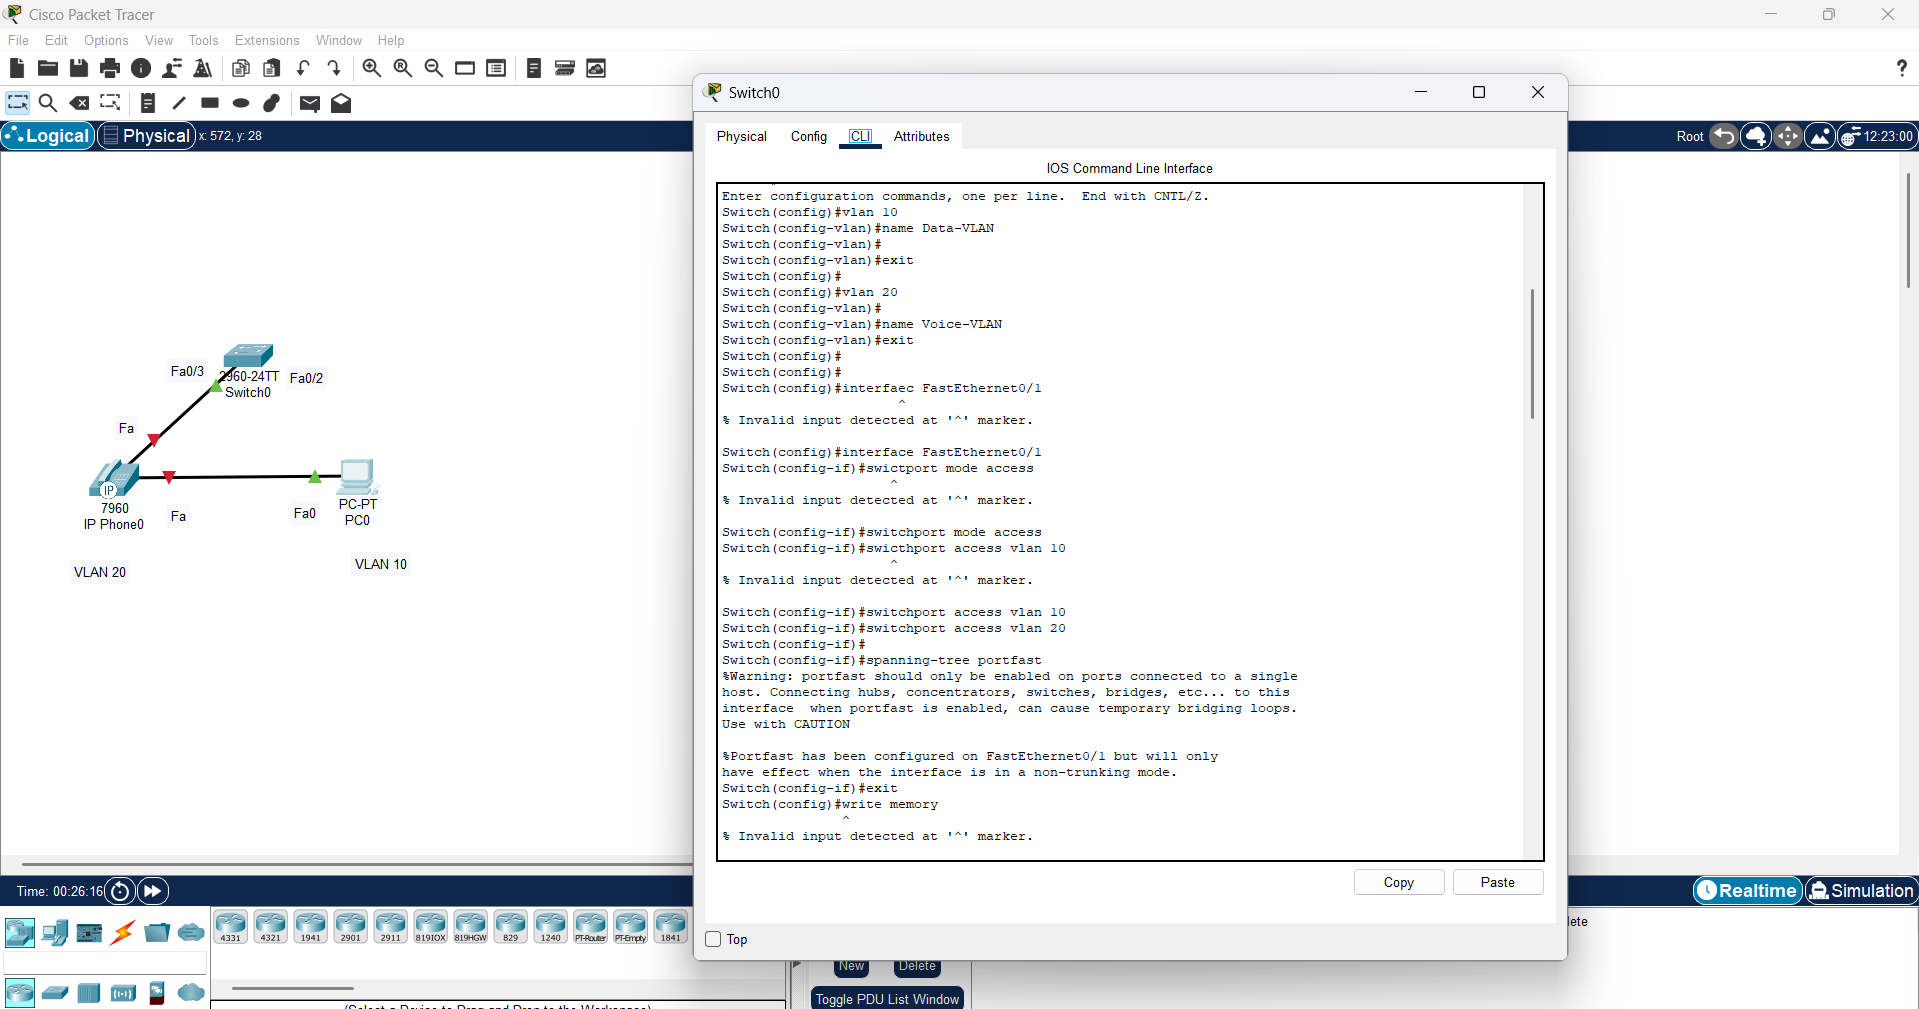 Cisco Packet Tracer
File Edit Options View Tools Extensions Window Help
Logical Physical x: 572, y: 28
Root 12:23:00
Fa0/3
2960-24TT
Switch0
Fa0/2
Fa
IP
7960
IP Phone0
Fa
Fa0
PC-PT
PC0
VLAN 20
VLAN 10
Switch0
Physical Config CLI Attributes
IOS Command Line Interface
Enter configuration commands, one per line.  End with CNTL/Z.
Switch(config)#vlan 10
Switch(config-vlan)#name Data-VLAN
Switch(config-vlan)#
Switch(config-vlan)#exit
Switch(config)#
Switch(config)#vlan 20
Switch(config-vlan)#
Switch(config-vlan)#name Voice-VLAN
Switch(config-vlan)#exit
Switch(config)#
Switch(config)#
Switch(config)#interfaec FastEthernet0/1
^
% Invalid input detected at '^' marker.
Switch(config)#interface FastEthernet0/1
Switch(config-if)#swictport mode access
^
% Invalid input detected at '^' marker.
Switch(config-if)#switchport mode access
Switch(config-if)#swicthport access vlan 10
^
% Invalid input detected at '^' marker.
Switch(config-if)#switchport access vlan 10
Switch(config-if)#switchport access vlan 20
Switch(config-if)#
Switch(config-if)#spanning-tree portfast
%Warning: portfast should only be enabled on ports connected to a single
host. Connecting hubs, concentrators, switches, bridges, etc... to this
interface  when portfast is enabled, can cause temporary bridging loops.
Use with CAUTION
%Portfast has been configured on FastEthernet0/1 but will only
have effect when the interface is in a non-trunking mode.
Switch(config-if)#exit
Switch(config)#write memory
^
% Invalid input detected at '^' marker.
Copy Paste
Top
Time: 00:26:16
Realtime Simulation
4331 4321 1941 2901 2911 819IOX 819HGW 829 1240 PT-Router PT-Empty 1841
New Delete
Toggle PDU List Window
(Select a Device to Drag and Drop to the Workspace)
lete